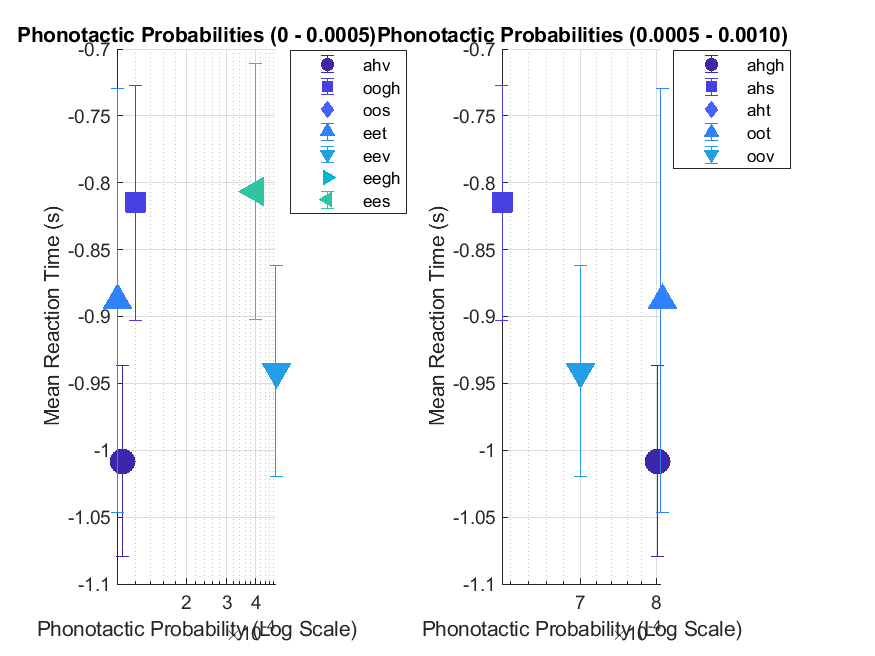 Phonotactic Probabilities (0 - 0.0005)
-0.7
-0.75
-0.8
-0.85
-0.9
-0.95
-1
-1.05
-1.1
Mean Reaction Time (s)
2 3 4
×10-4
Phonotactic Probability (Log Scale)
ahv
oogh
oos
eet
eev
eegh
ees
Phonotactic Probabilities (0.0005 - 0.0010)
-0.7
-0.75
-0.8
-0.85
-0.9
-0.95
-1
-1.05
-1.1
Mean Reaction Time (s)
7 8
×10-4
Phonotactic Probability (Log Scale)
ahgh
ahs
aht
oot
oov